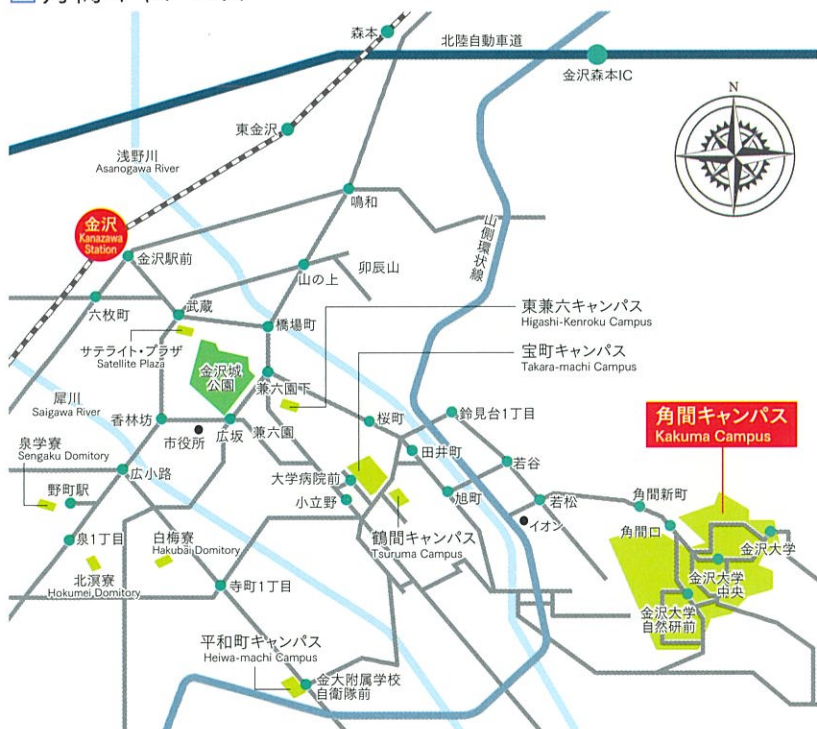 森本
北陸自動車道
金沢森本IC
東金沢
浅野川
Asanogawa River
N
鳴和
金沢
Kanazawa
Station
金沢駅前
山側環状線
山の上
卯辰山
六枚町
武蔵
橋場町
東兼六キャンパス
Higashi-Kenroku Campus
サテライト・プラザ
Satellite Plaza
宝町キャンパス
Takara-machi Campus
金沢城
公園
兼六園下
犀川
Saigawa River
香林坊
市役所
広坂
兼六園
桜町
鈴見台1丁目
角間キャンパス
Kakuma Campus
泉学寮
Sengaku Domitory
広小路
田井町
若谷
野町駅
大学病院前
小立野
旭町
若松
イオン
角間新町
角間口
金沢大学
泉1丁目
白梅寮
Hakubai Domitory
鶴間キャンパス
Tsuruma Campus
北溟寮
Hokumei Domitory
寺町1丁目
金沢大学
中央
金沢大学
自然研前
平和町キャンパス
Heiwa-machi Campus
金大附属学校
自衛隊前